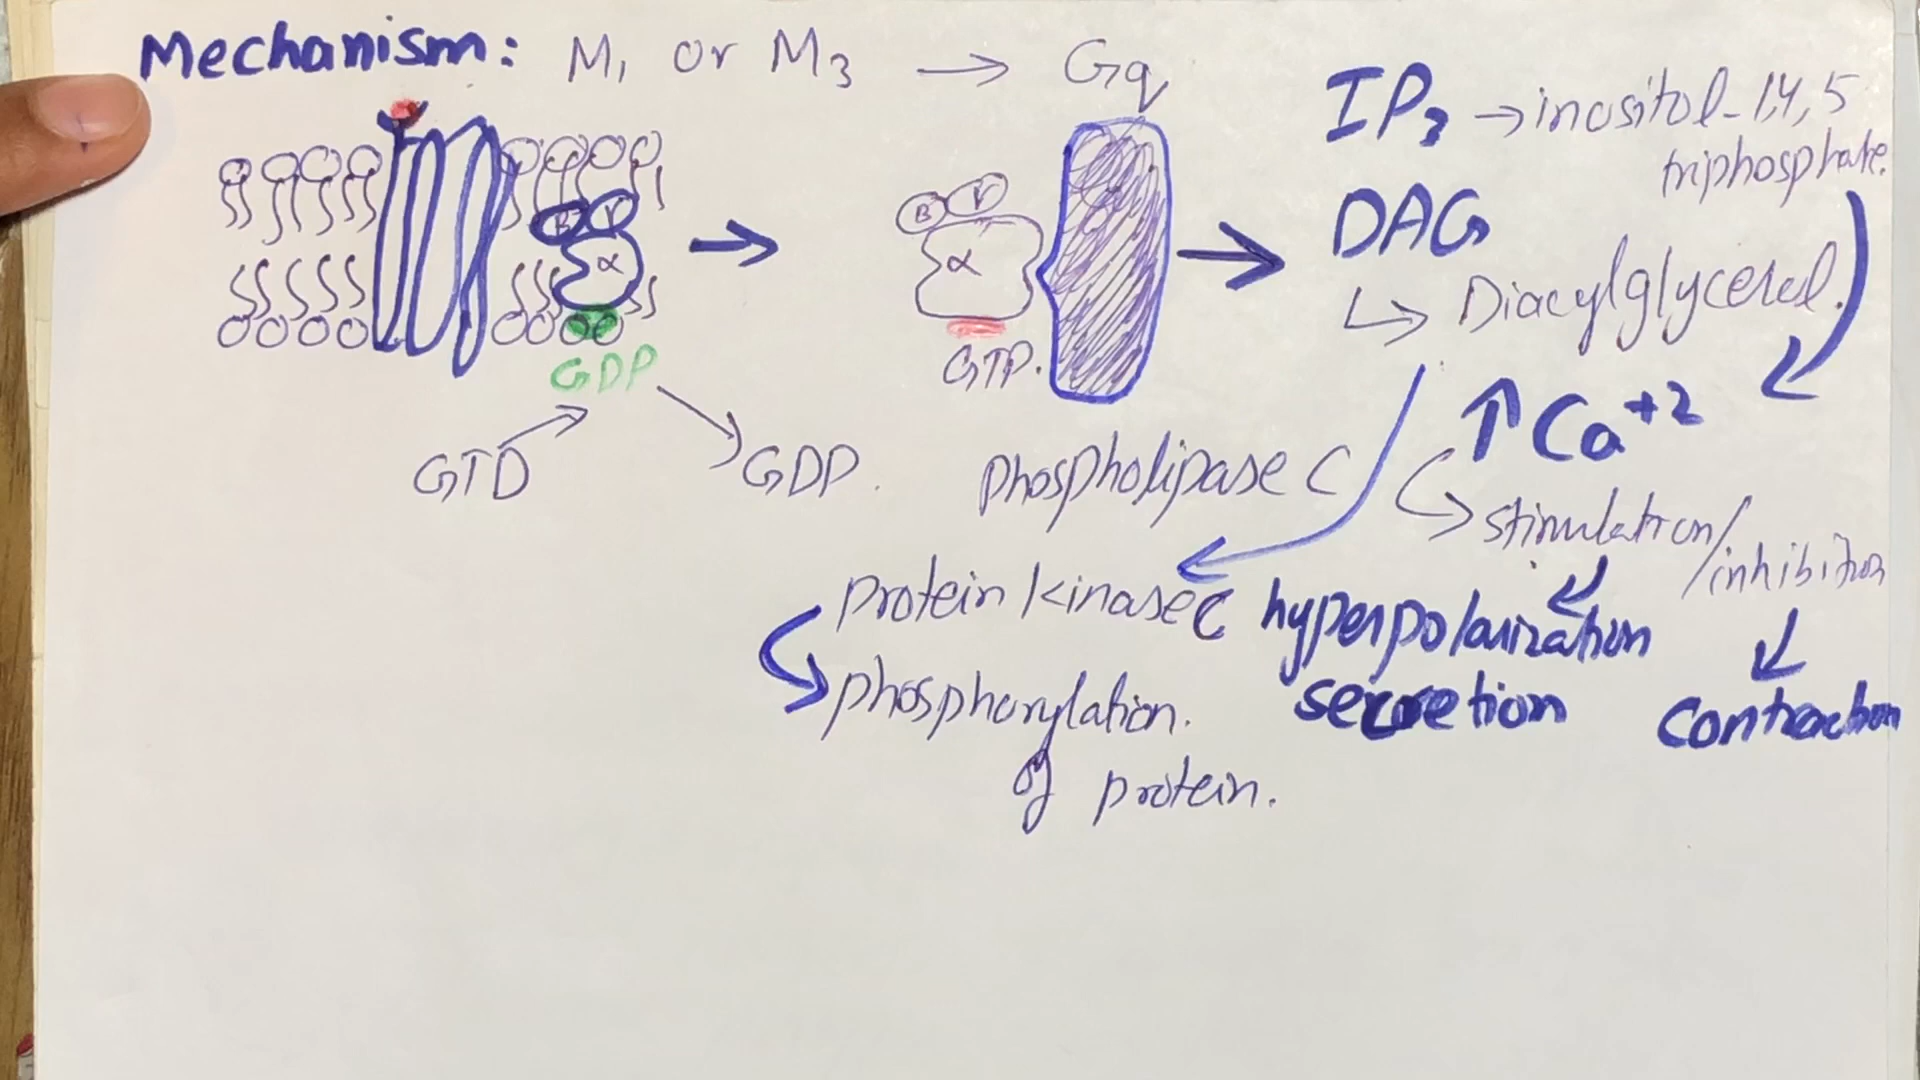 Mechanism: M1 or M3 → Gq
IP3 → inositol-1,4,5
triphosphate.
DAG
↳ Diacylglycerol.
B γ
α
GDP
GTD
GDP.
B γ
α
GTP.
Phospholipase C
↑ Ca+2
↳ stimulation/inhibition
protein kinase C
hyperpolarization
secretion
contraction
phosphorylation.
of protein.